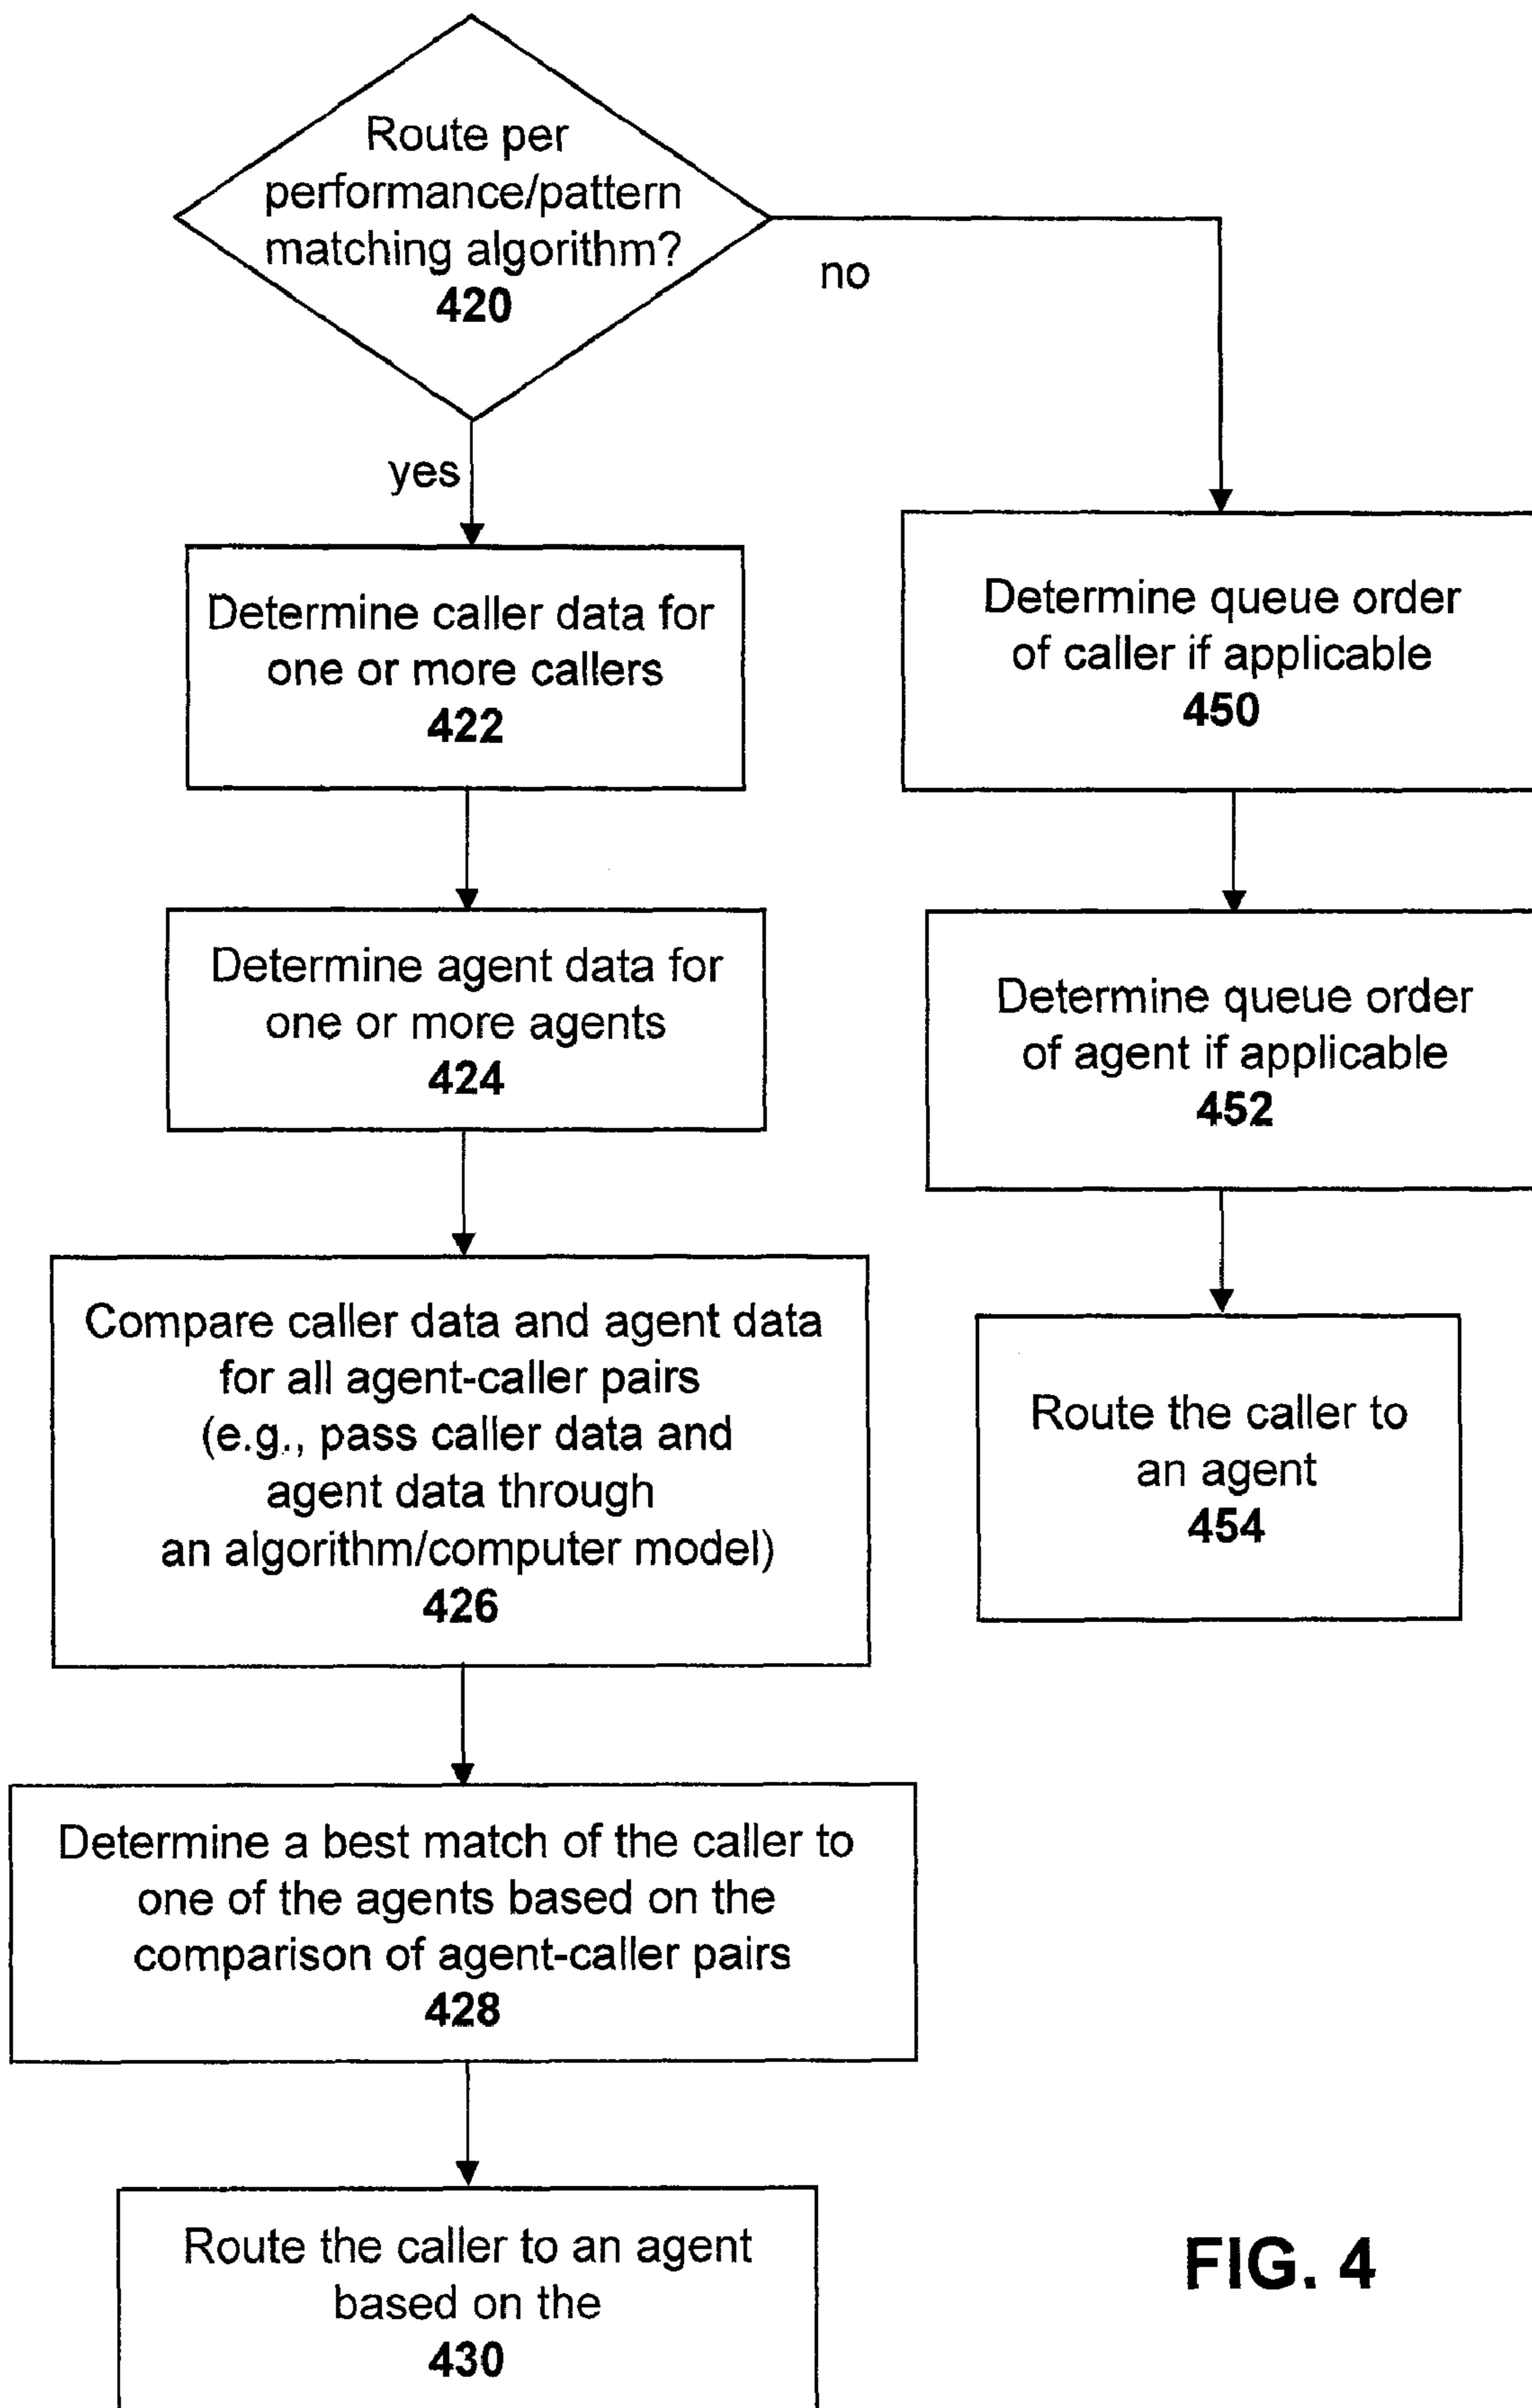 Route per
performance/pattern
matching algorithm?
420
no
yes
Determine caller data for
one or more callers
422
Determine queue order
of caller if applicable
450
Determine agent data for
one or more agents
424
Determine queue order
of agent if applicable
452
Compare caller data and agent data
for all agent-caller pairs
(e.g., pass caller data and
agent data through
an algorithm/computer model)
426
Route the caller to
an agent
454
Determine a best match of the caller to
one of the agents based on the
comparison of agent-caller pairs
428
Route the caller to an agent
based on the
430
FIG. 4